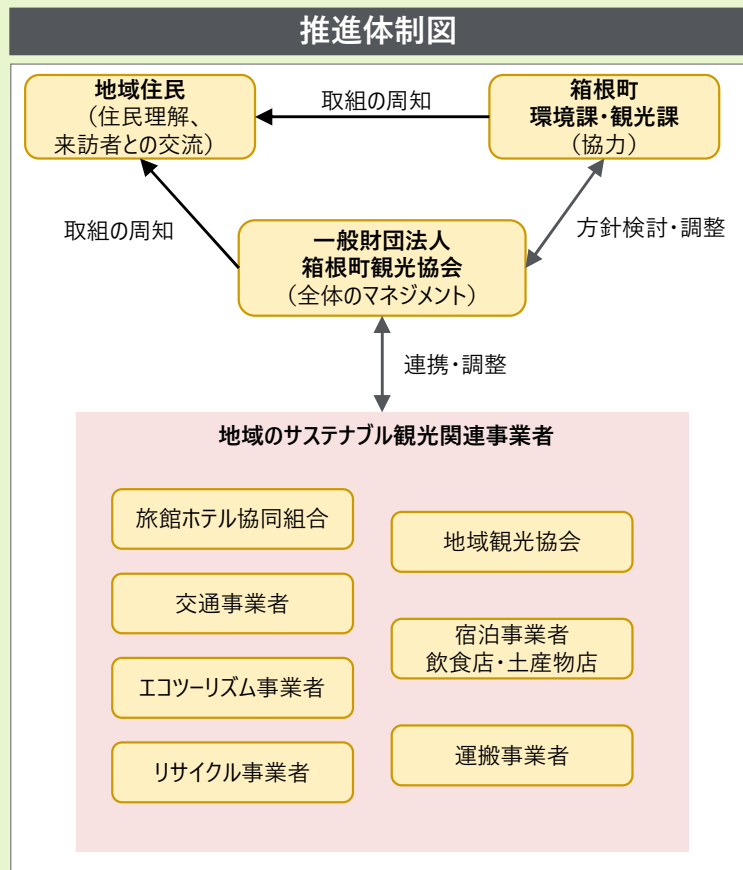 推進体制図
地域住民
（住民理解、
来訪者との交流）
取組の周知
箱根町
環境課・観光課
（協力）
取組の周知
一般財団法人
箱根町観光協会
（全体のマネジメント）
方針検討・調整
連携・調整
地域のサステナブル観光関連事業者
旅館ホテル協同組合
地域観光協会
交通事業者
宿泊事業者
飲食店・土産物店
エコツーリズム事業者
運搬事業者
リサイクル事業者